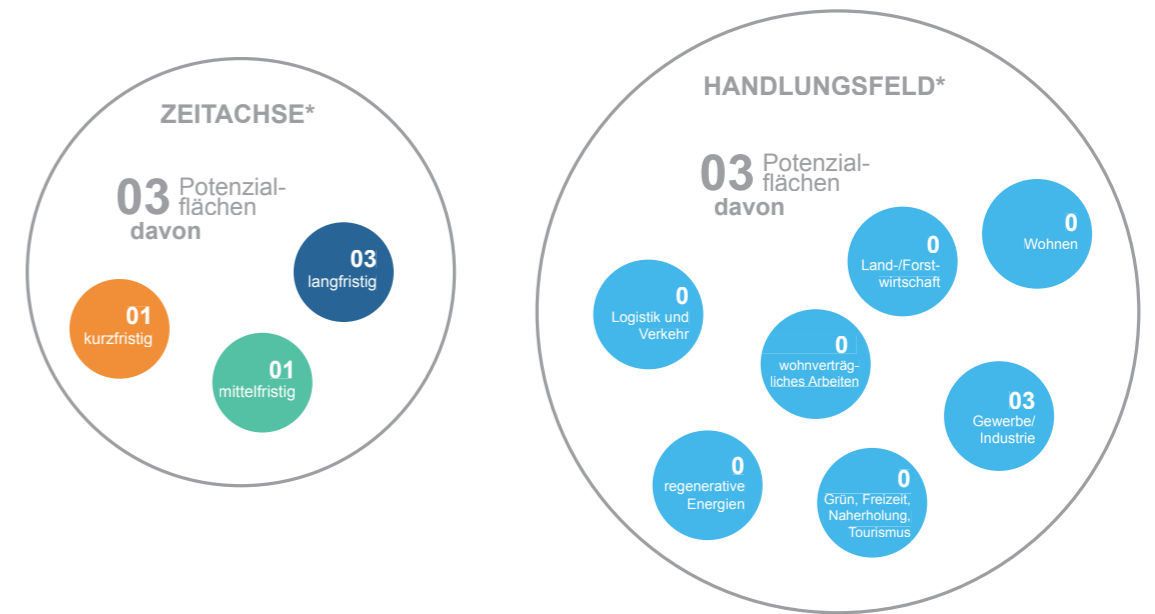 ZEITACHSE*
03 Potenzial-
flächen
davon
01
kurzfristig
01
mittelfristig
03
langfristig
HANDLUNGSFELD*
03 Potenzial-
flächen
davon
0
Logistik und
Verkehr
0
Land-/Forst-
wirtschaft
0
Wohnen
0
wohnverträg-
liches Arbeiten
03
Gewerbe/
Industrie
0
regenerative
Energien
0
Grün, Freizeit,
Naherholung,
Tourismus